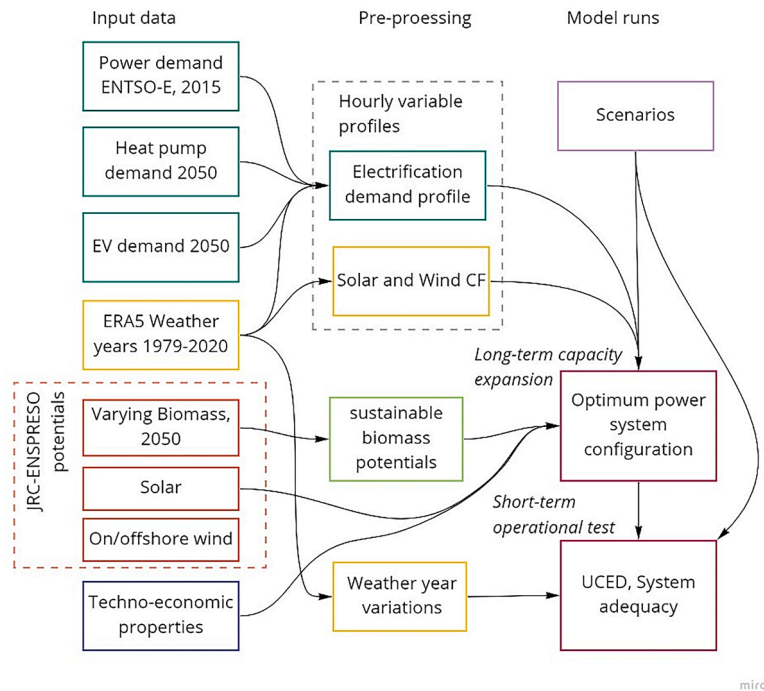 Input data
Pre-proessing
Model runs
Power demand
ENTSO-E, 2015
Heat pump
demand 2050
EV demand 2050
ERA5 Weather
years 1979-2020
JRC-ENSPRESO
potentials
Varying Biomass,
2050
Solar
On/offshore wind
Techno-economic
properties
Hourly variable
profiles
Electrification
demand profile
Solar and Wind CF
sustainable
biomass
potentials
Weather year
variations
Scenarios
Long-term capacity
expansion
Optimum power
system
configuration
Short-term
operational test
UCED, System
adequacy
miro